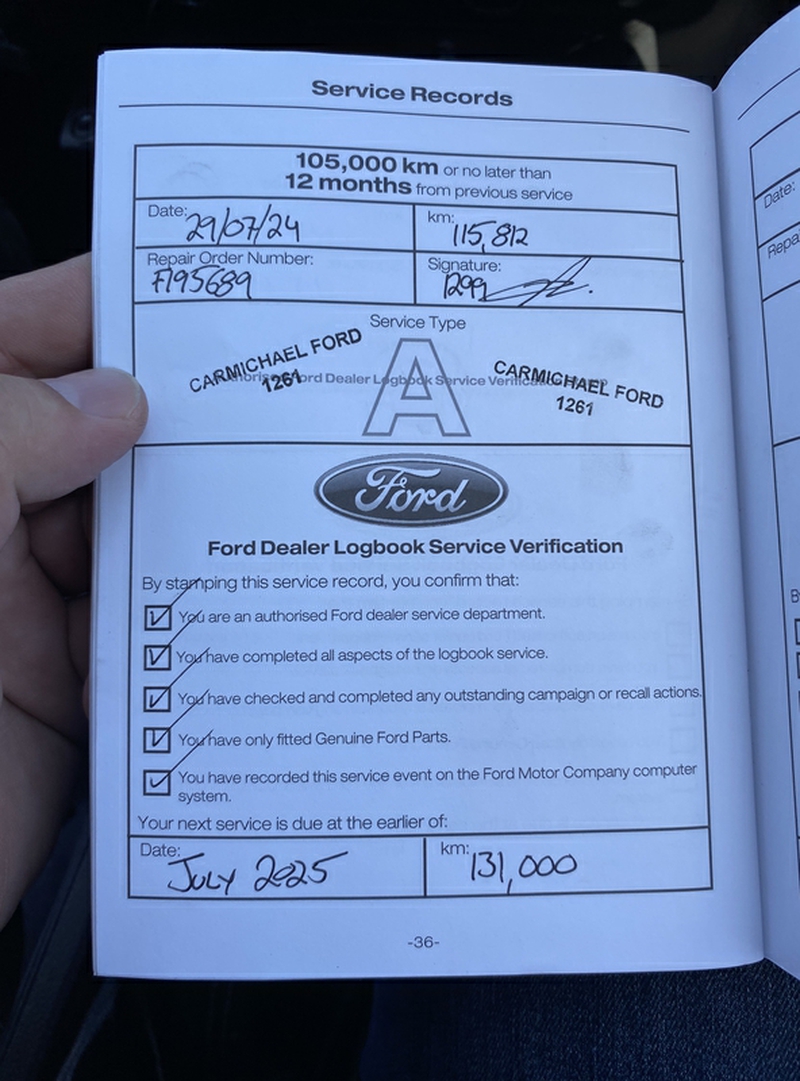 Service Records
105,000 km or no later than
12 months from previous service
Date: 29/07/24
km: 115,812
Repair Order Number: F195689
Signature: 1299
Service Type
A
CARMICHAEL FORD
1261
CARMICHAEL FORD
1261
Ford Dealer Logbook Service
Ford
Ford Dealer Logbook Service Verification
By stamping this service record, you confirm that:
You are an authorised Ford dealer service department.
You have completed all aspects of the logbook service.
You have checked and completed any outstanding campaign or recall actions.
You have only fitted Genuine Ford Parts.
You have recorded this service event on the Ford Motor Company computer
system.
Your next service is due at the earlier of:
Date: JULY 2025
km: 131,000
-36-
Date: